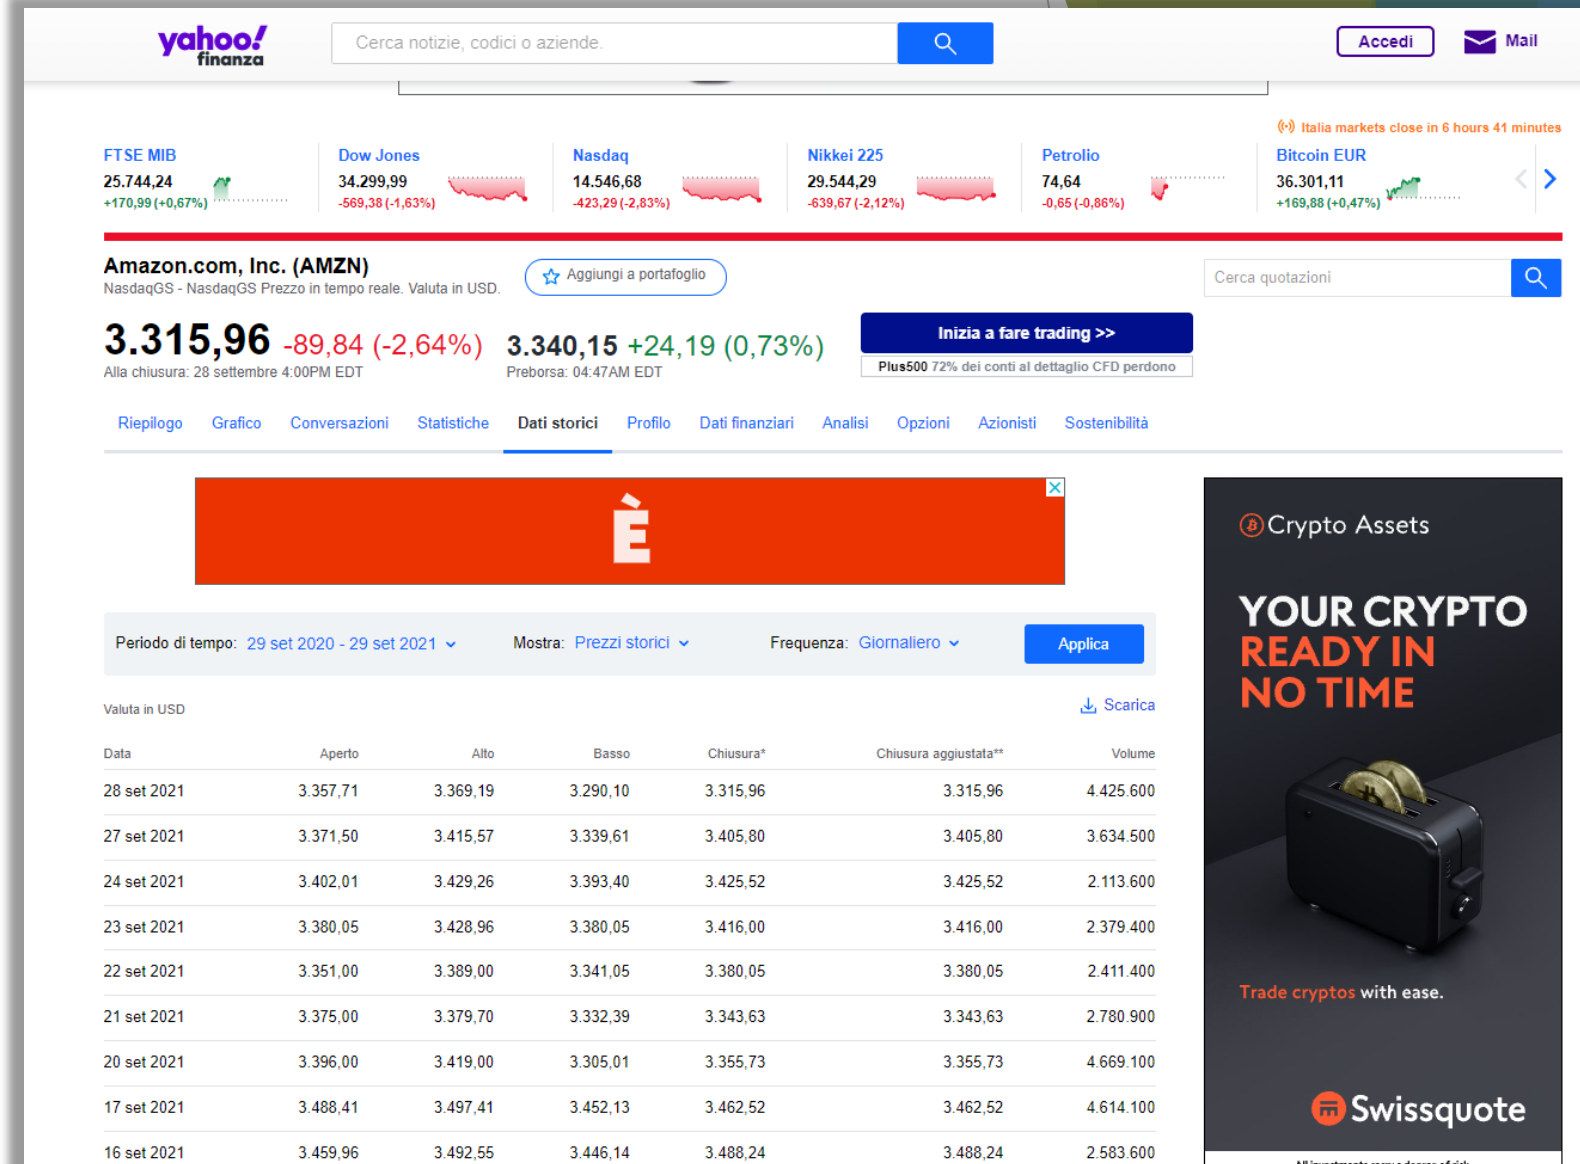 yahoo!
finanza
Cerca notizie, codici o aziende.
Accedi
Mail
Italia markets close in 6 hours 41 minutes
FTSE MIB
25.744,24
+170,99 (+0,67%)
Dow Jones
34.299,99
-569,38 (-1,63%)
Nasdaq
14.546,68
-423,29 (-2,83%)
Nikkei 225
29.544,29
-639,67 (-2,12%)
Petrolio
74,64
-0,65 (-0,86%)
Bitcoin EUR
36.301,11
+169,88 (+0,47%)
Amazon.com, Inc. (AMZN)
NasdaqGS - NasdaqGS Prezzo in tempo reale. Valuta in USD.
Aggiungi a portafoglio
Cerca quotazioni
3.315,96 -89,84 (-2,64%)
Alla chiusura: 28 settembre 4:00PM EDT
3.340,15 +24,19 (0,73%)
Preborsa: 04:47AM EDT
Inizia a fare trading >>
Plus500 72% dei conti al dettaglio CFD perdono
Riepilogo Grafico Conversazioni Statistiche Dati storici Profilo Dati finanziari Analisi Opzioni Azionisti Sostenibilità
È
Periodo di tempo: 29 set 2020 - 29 set 2021 Mostra: Prezzi storici Frequenza: Giornaliero Applica
Valuta in USD
Scarica
Data Aperto Alto Basso Chiusura* Chiusura aggiustata** Volume
28 set 2021 3.357,71 3.369,19 3.290,10 3.315,96 3.315,96 4.425.600
27 set 2021 3.371,50 3.415,57 3.339,61 3.405,80 3.405,80 3.634.500
24 set 2021 3.402,01 3.429,26 3.393,40 3.425,52 3.425,52 2.113.600
23 set 2021 3.380,05 3.428,96 3.380,05 3.416,00 3.416,00 2.379.400
22 set 2021 3.351,00 3.389,00 3.341,05 3.380,05 3.380,05 2.411.400
21 set 2021 3.375,00 3.379,70 3.332,39 3.343,63 3.343,63 2.780.900
20 set 2021 3.396,00 3.419,00 3.305,01 3.355,73 3.355,73 4.669.100
17 set 2021 3.488,41 3.497,41 3.452,13 3.462,52 3.462,52 4.614.100
16 set 2021 3.459,96 3.492,55 3.446,14 3.488,24 3.488,24 2.583.600
Crypto Assets
YOUR CRYPTO
READY IN
NO TIME
Trade cryptos with ease.
Swissquote